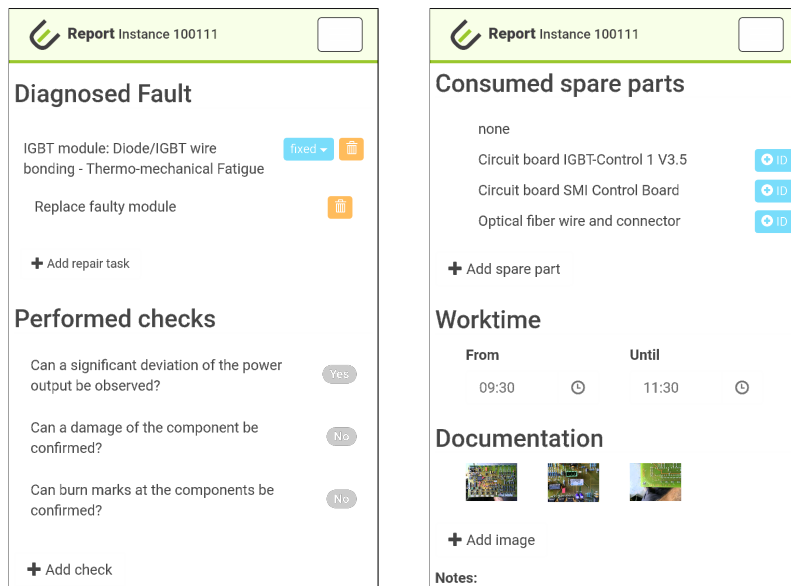 Report Instance 100111
Diagnosed Fault
IGBT module: Diode/IGBT wire
bonding - Thermo-mechanical Fatigue
fixed
Replace faulty module
Add repair task
Performed checks
Can a significant deviation of the power
output be observed?
Yes
Can a damage of the component be
confirmed?
No
Can burn marks at the components be
confirmed?
No
Add check
Report Instance 100111
Consumed spare parts
none
Circuit board IGBT-Control 1 V3.5
ID
Circuit board SMI Control Board
ID
Optical fiber wire and connector
ID
Add spare part
Worktime
From Until
09:30 11:30
Documentation
Add image
Notes: